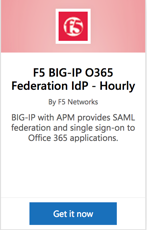 f5
F5 BIG-IP O365
Federation IdP - Hourly
By F5 Networks
BIG-IP with APM provides SAML
federation and single sign-on to
Office 365 applications.
Get it now